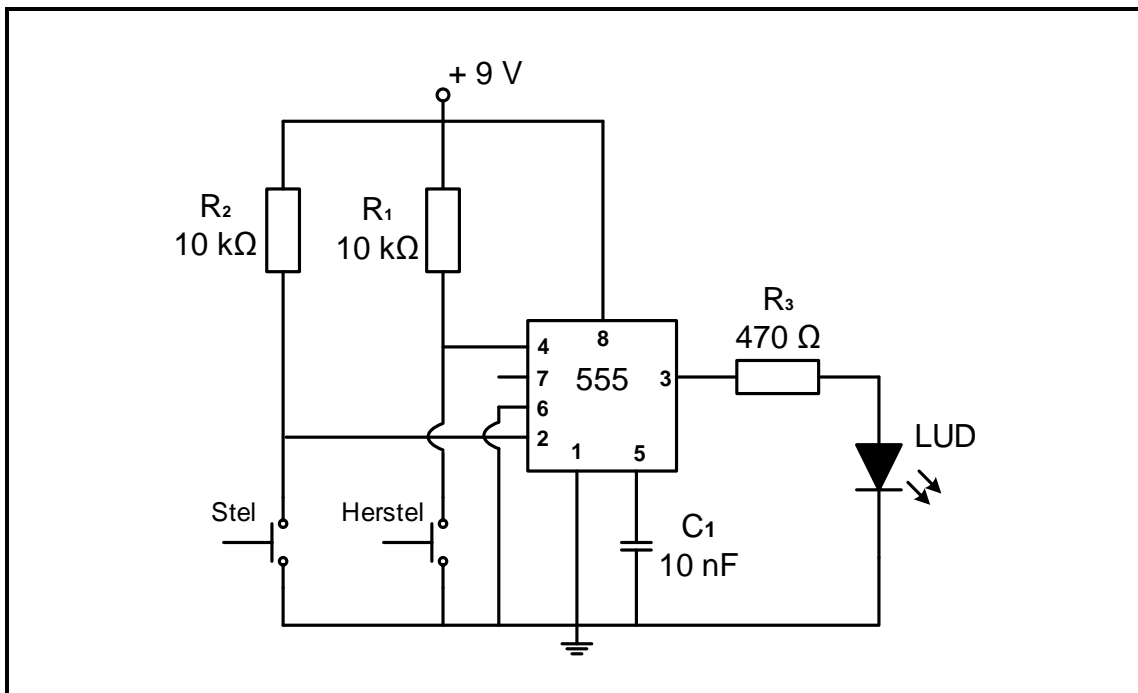 + 9 V
R2
10 kΩ
R1
10 kΩ
R3
470 Ω
4
8
7
555
3
6
2
1
5
LUD
Stel
Herstel
C1
10 nF